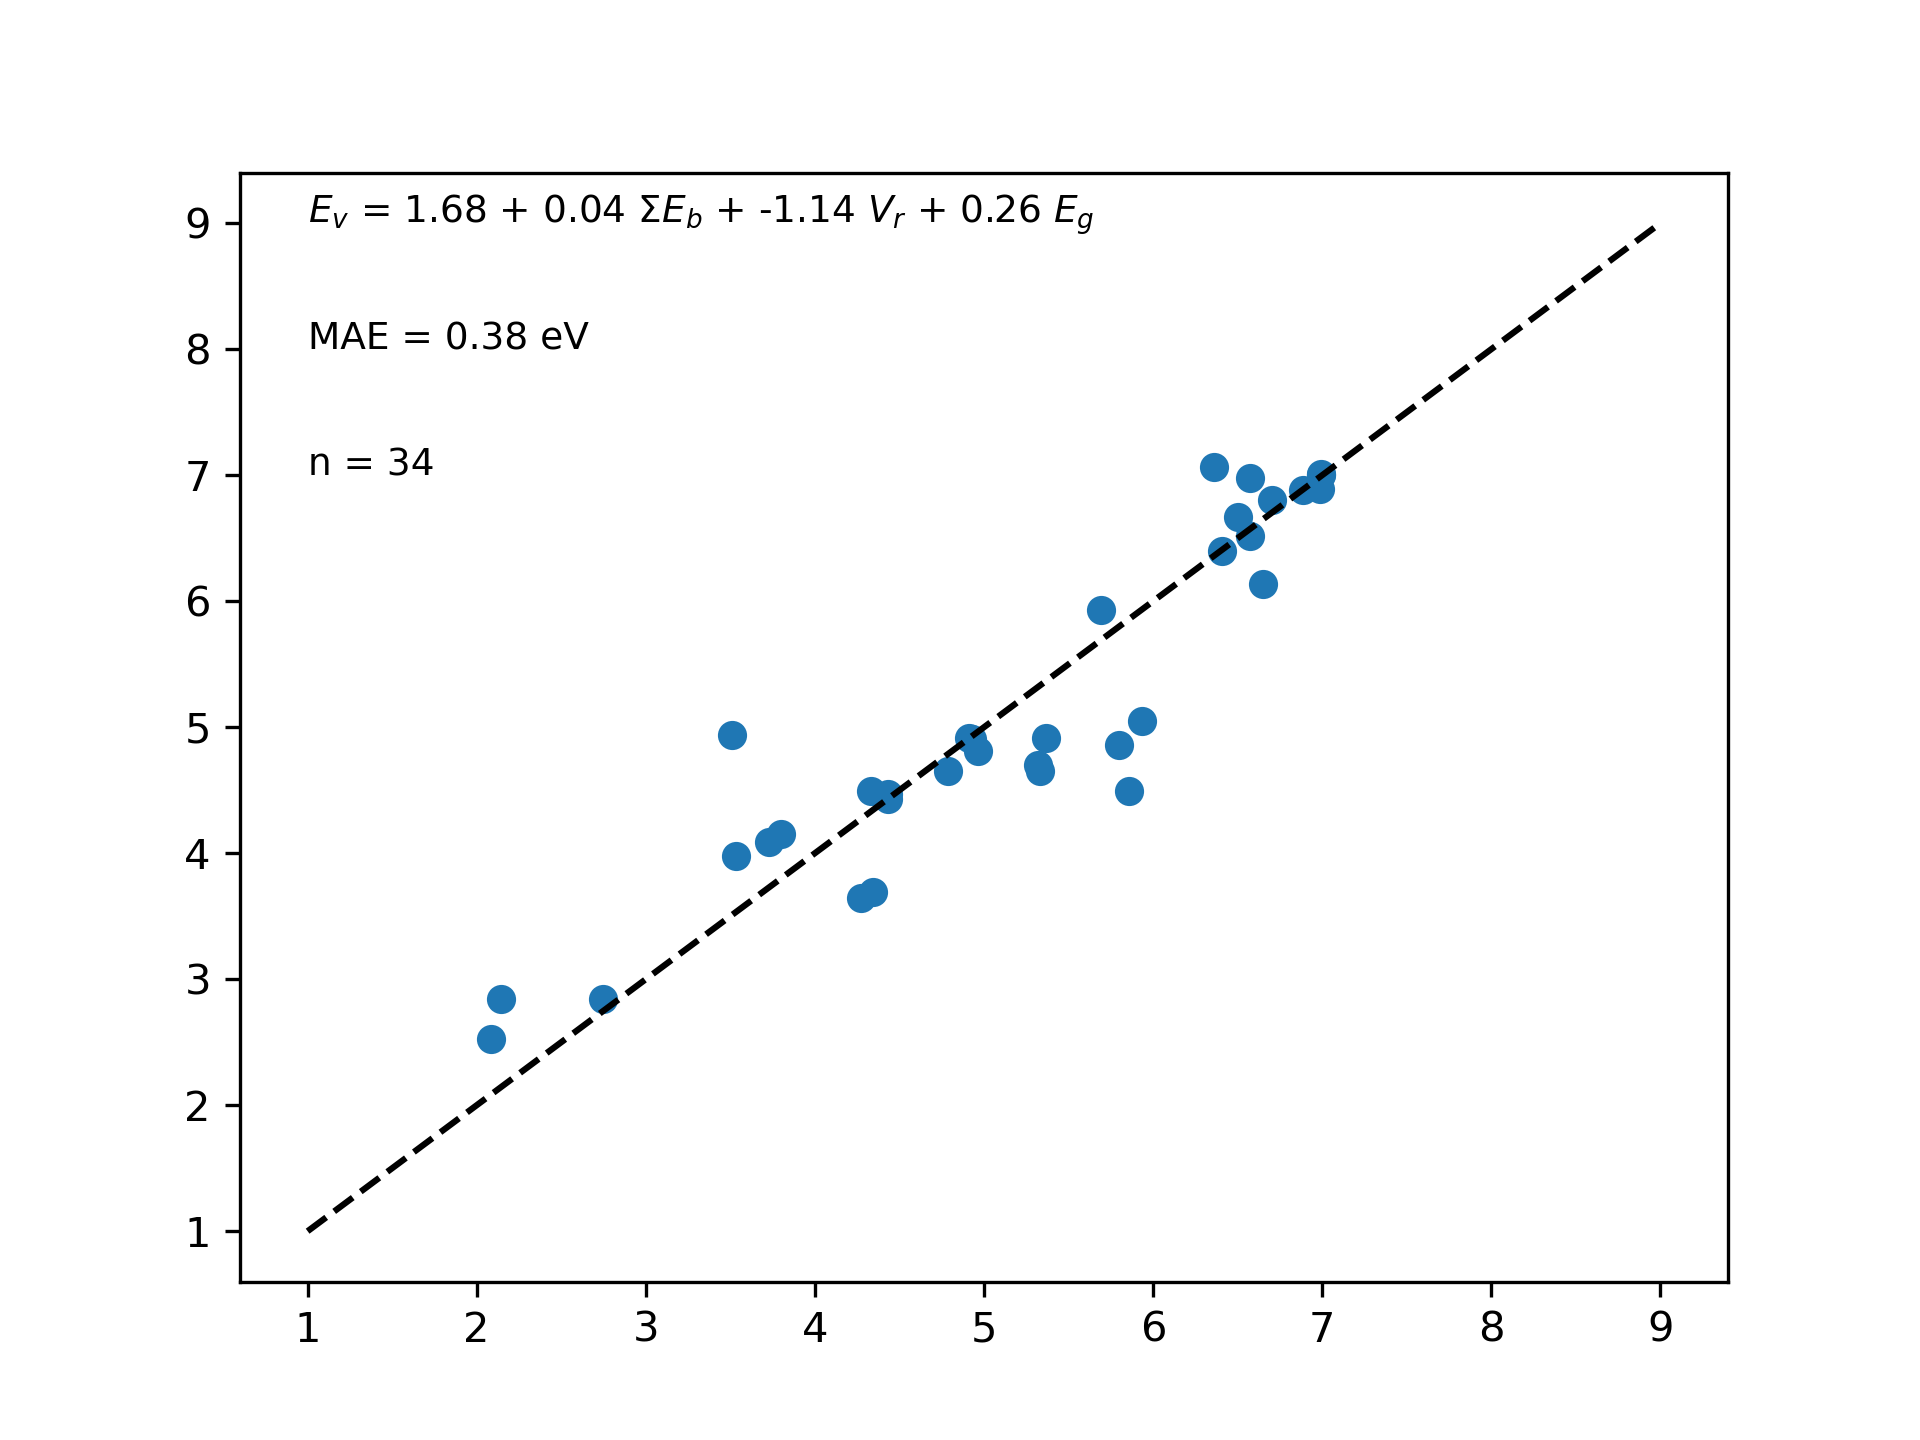 E_v = 1.68 + 0.04 ΣE_b + -1.14 V_r + 0.26 E_g
MAE = 0.38 eV
n = 34
9
8
7
6
5
4
3
2
1
1 2 3 4 5 6 7 8 9